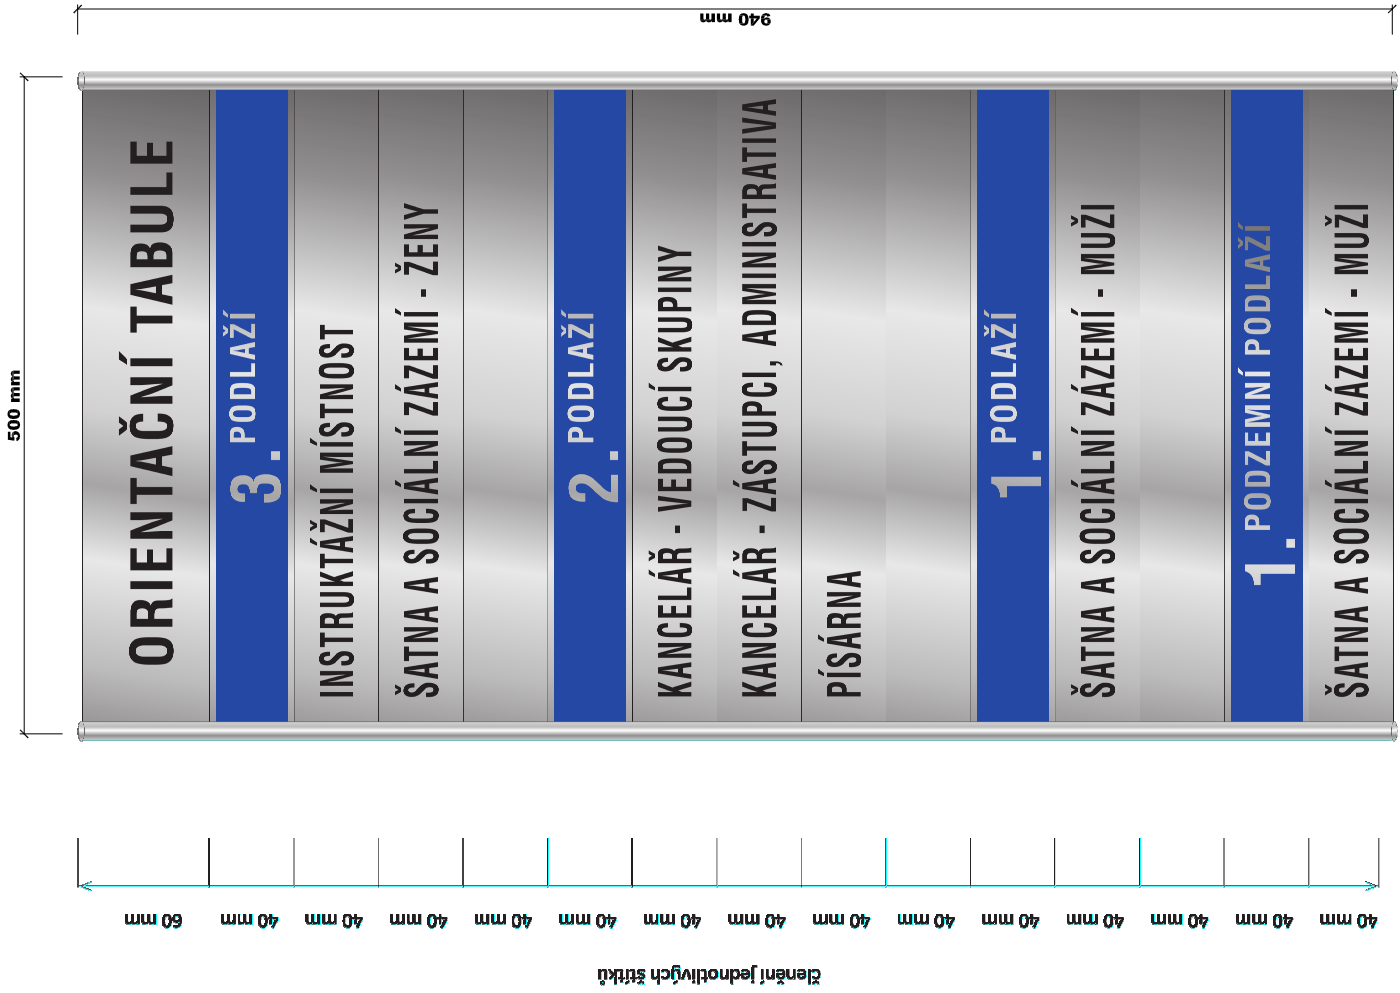 940 mm
500 mm
ORIENTAČNÍ TABULE
3. PODLAŽÍ
INSTRUKTÁŽNÍ MÍSTNOST
ŠATNA A SOCIÁLNÍ ZÁZEMÍ - ŽENY
2. PODLAŽÍ
KANCELÁŘ - VEDOUCÍ SKUPINY
KANCELÁŘ - ZÁSTUPCI, ADMINISTRATIVA
PÍSÁRNA
1. PODLAŽÍ
ŠATNA A SOCIÁLNÍ ZÁZEMÍ - MUŽI
1. PODZEMNÍ PODLAŽÍ
ŠATNA A SOCIÁLNÍ ZÁZEMÍ - MUŽI
60 mm
40 mm
40 mm
40 mm
40 mm
40 mm
40 mm
40 mm
40 mm
40 mm
40 mm
40 mm
40 mm
40 mm
40 mm
členění jednotlivých štítků